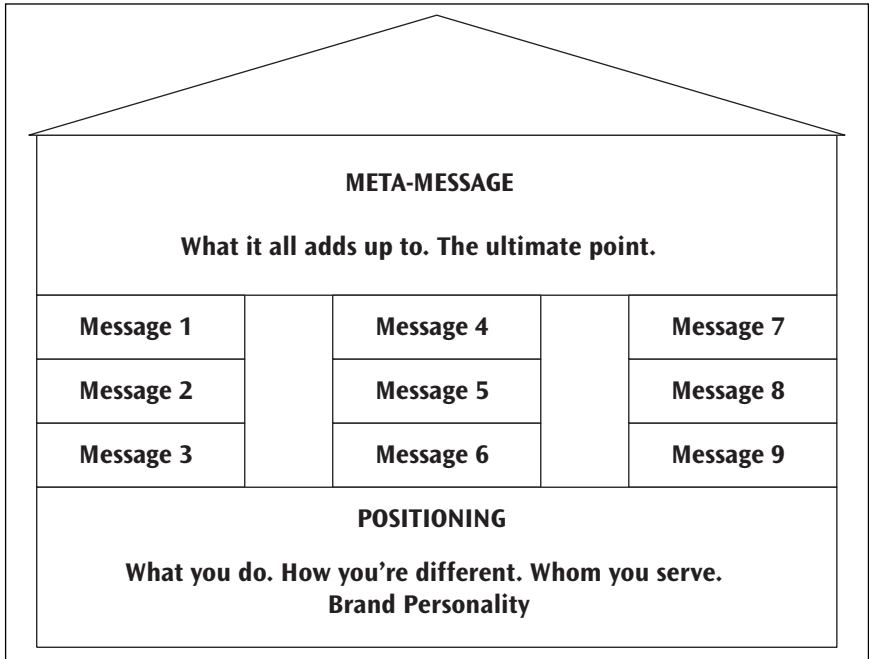 META-MESSAGE
What it all adds up to. The ultimate point.
Message 1
Message 4
Message 7
Message 2
Message 5
Message 8
Message 3
Message 6
Message 9
POSITIONING
What you do. How you’re different. Whom you serve.
Brand Personality